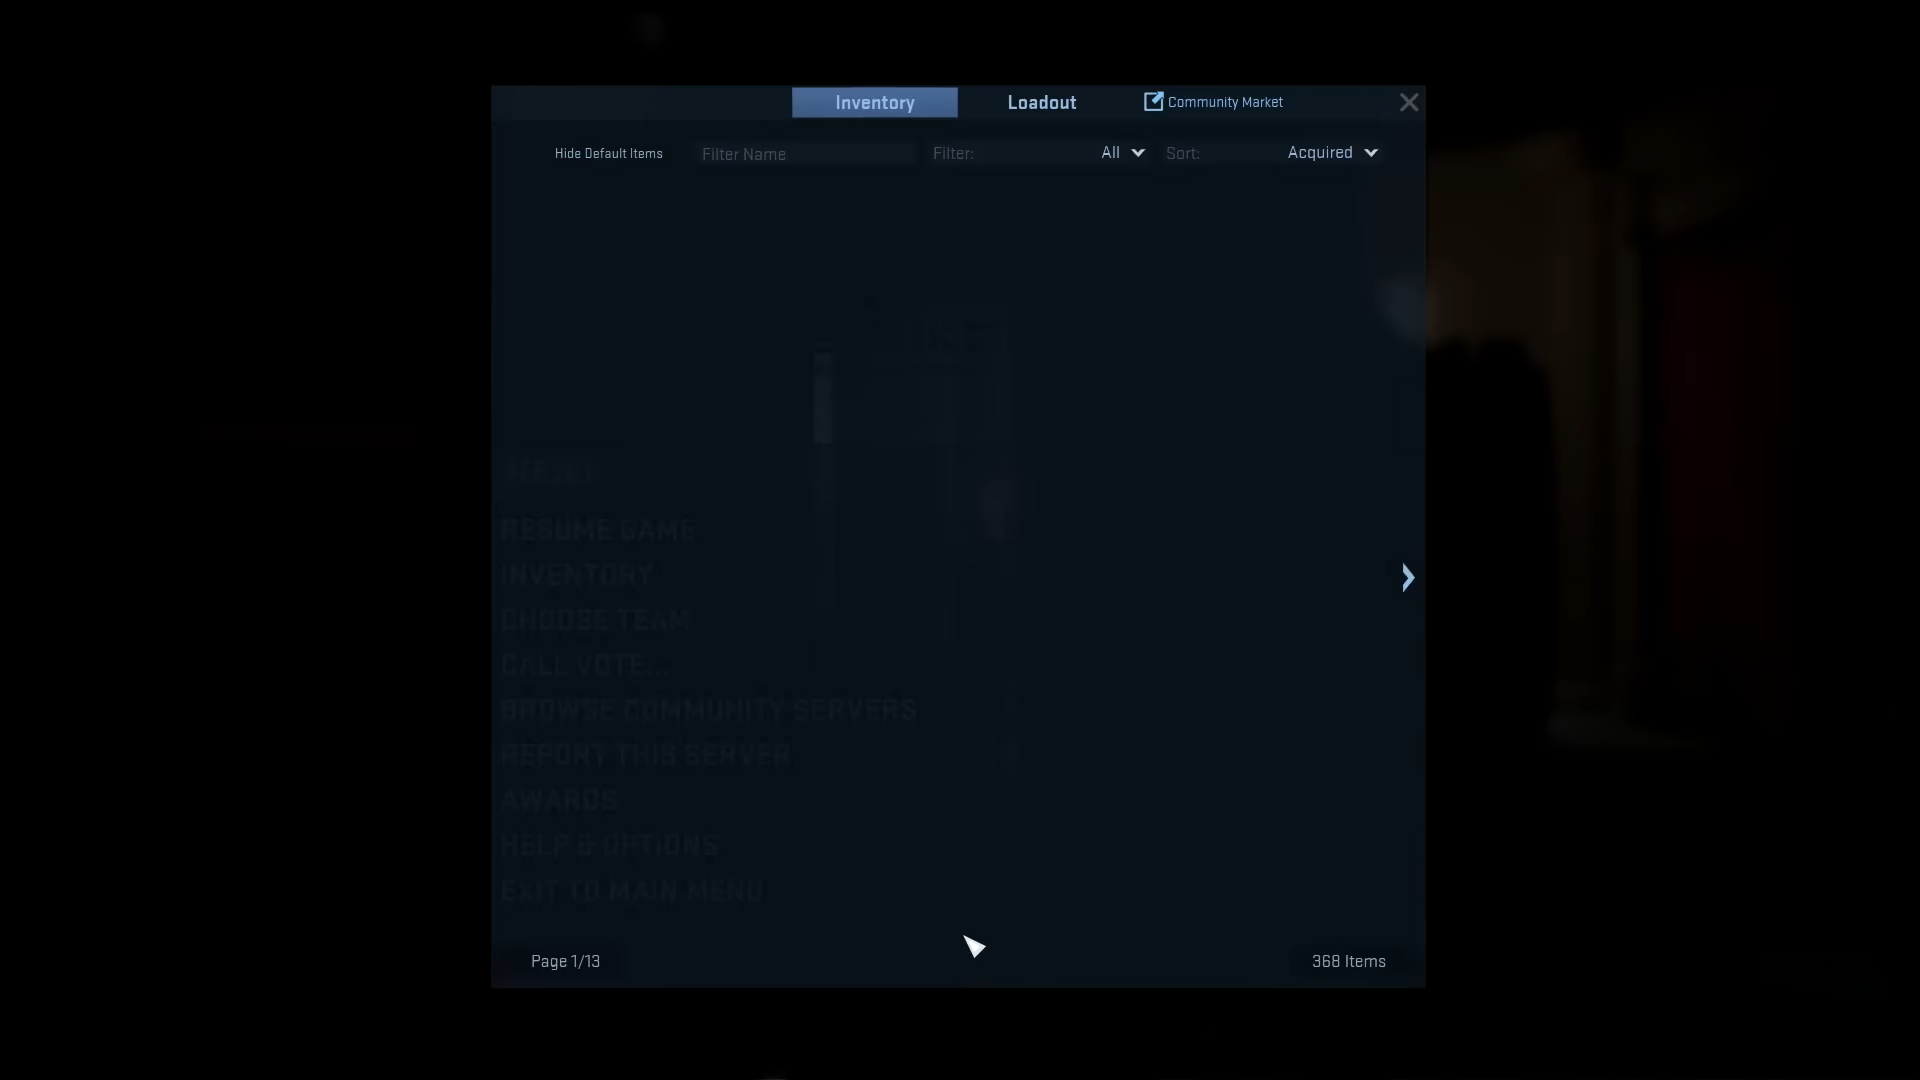 Inventory
Loadout
Community Market
Hide Default Items
Filter Name
Filter:
All
Sort:
Acquired
RESUME GAME
INVENTORY
CHOOSE TEAM
CALL VOTE...
BROWSE COMMUNITY SERVERS
REPORT THIS SERVER
AWARDS
HELP & OPTIONS
EXIT TO MAIN MENU
Page 1/13
368 Items